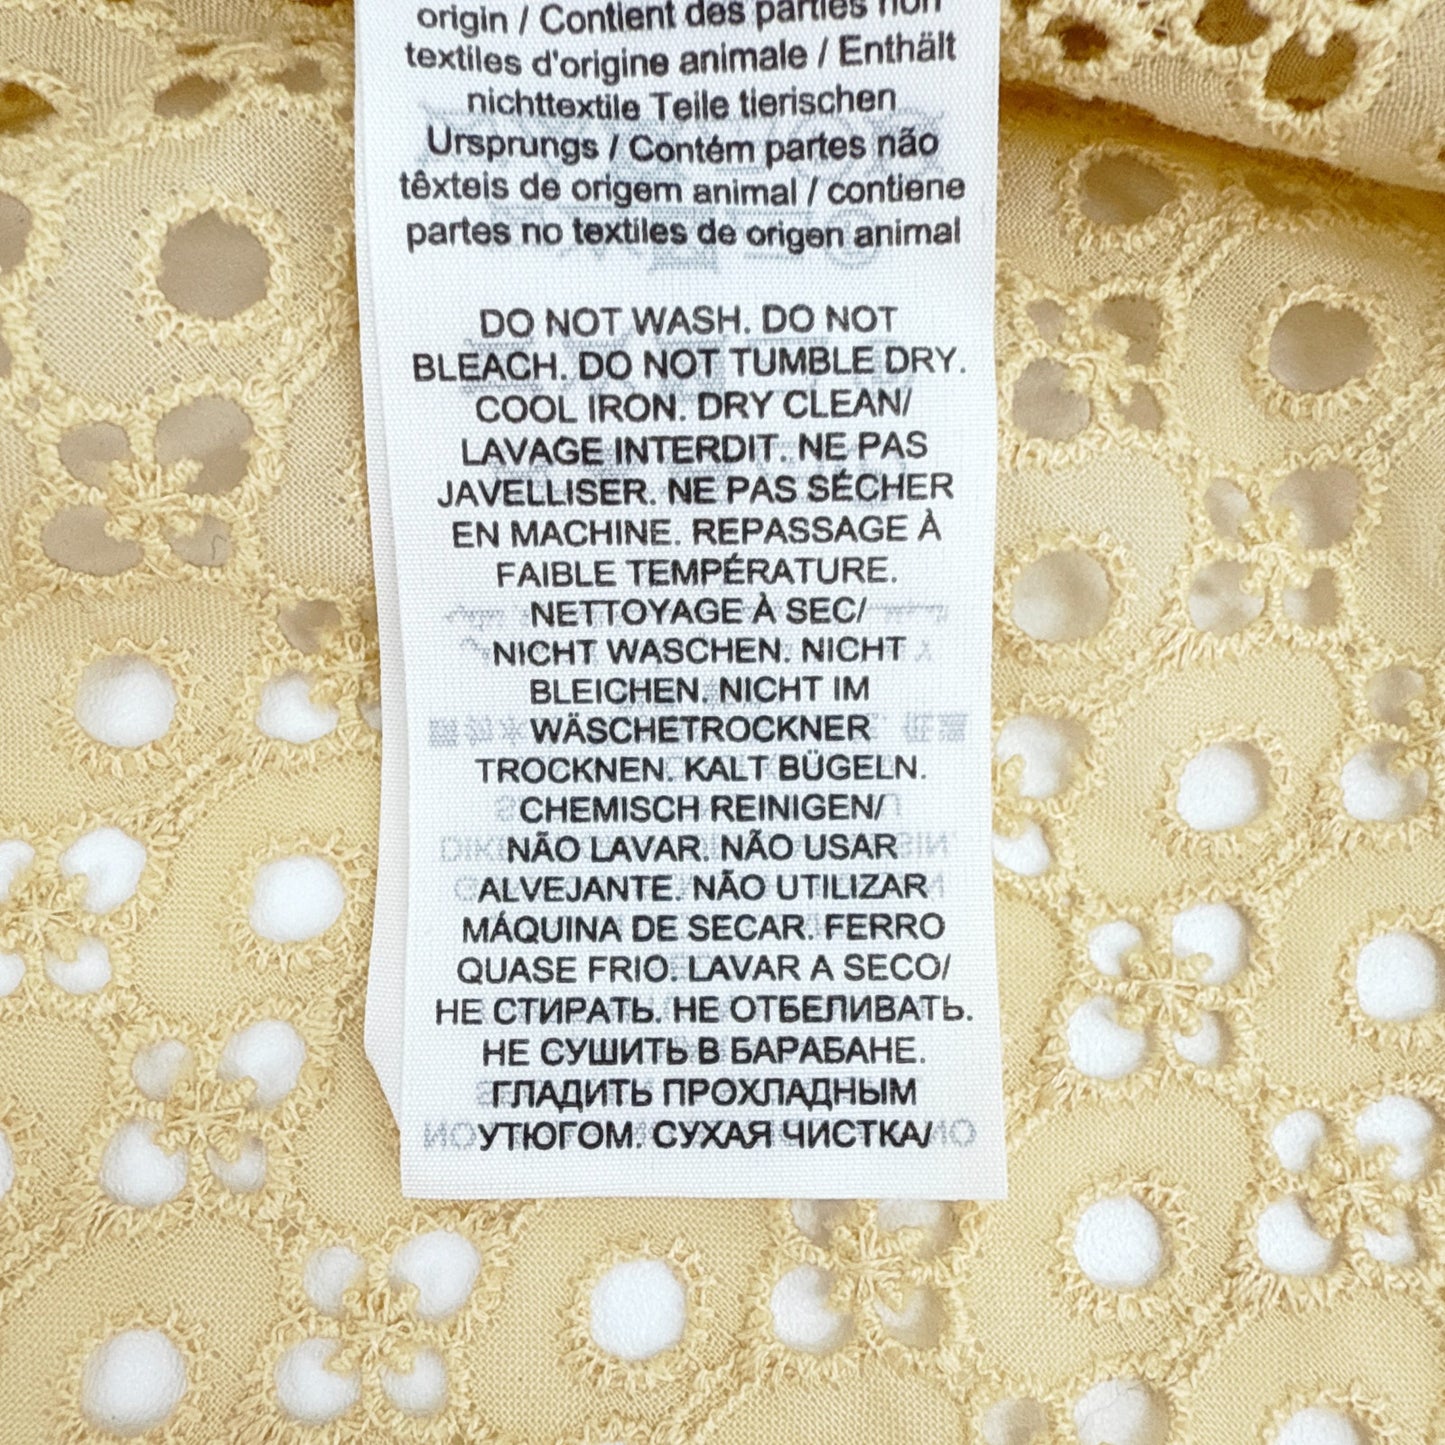 origin / Contient des parties non
textiles d'origine animale / Enthält
nichttextile Teile tierischen
Ursprungs / Contém partes não
têxteis de origem animal / contiene
partes no textiles de origen animal
DO NOT WASH. DO NOT
BLEACH. DO NOT TUMBLE DRY.
COOL IRON. DRY CLEAN/
LAVAGE INTERDIT. NE PAS
JAVELLISER. NE PAS SÉCHER
EN MACHINE. REPASSAGE À
FAIBLE TEMPÉRATURE.
NETTOYAGE À SEC/
NICHT WASCHEN. NICHT
BLEICHEN. NICHT IM
WÄSCHETROCKNER
TROCKNEN. KALT BÜGELN.
CHEMISCH REINIGEN/
NÃO LAVAR. NÃO USAR
ALVEJANTE. NÃO UTILIZAR
MÁQUINA DE SECAR. FERRO
QUASE FRIO. LAVAR A SECO/
НЕ СТИРАТЬ. НЕ ОТБЕЛИВАТЬ.
НЕ СУШИТЬ В БАРАБАНЕ.
ГЛАДИТЬ ПРОХЛАДНЫМ
УТЮГОМ. СУХАЯ ЧИСТКА/